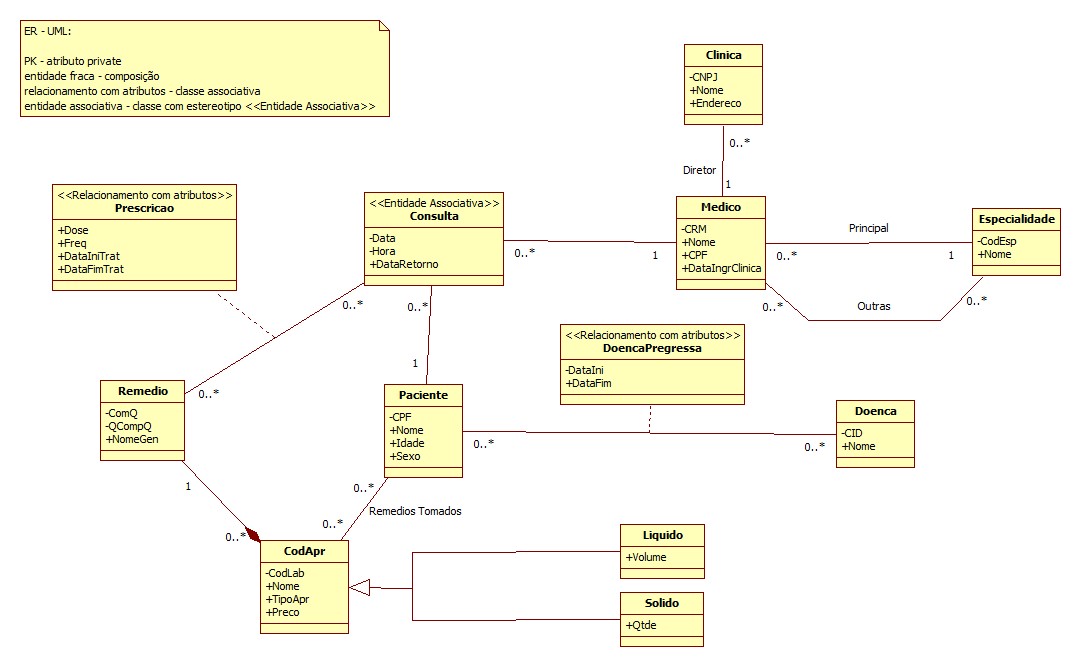 ER - UML:
PK - atributo private
entidade fraca - composição
relacionamento com atributos - classe associativa
entidade associativa - classe com estereotipo <<Entidade Associativa>>
Clinica
-CNPJ
+Nome
+Endereco
0..*
Diretor
1
<<Relacionamento com atributos>>
Prescricao
+Dose
+Freq
+DataIniTrat
+DataFimTrat
<<Entidade Associativa>>
Consulta
-Data
-Hora
+DataRetorno
0..*
1
Medico
-CRM
+Nome
+CPF
+DataIngrClinica
Principal
0..*
1
Especialidade
-CodEsp
+Nome
0..*
Outras
0..*
0..*
0..*
1
0..*
<<Relacionamento com atributos>>
DoencaPregressa
-DataIni
+DataFim
Remedio
-ComQ
-QCompQ
+NomeGen
Paciente
-CPF
+Nome
+Idade
+Sexo
0..*
0..*
Doenca
-CID
+Nome
1
0..*
0..*
Remedios Tomados
0..*
CodApr
-CodLab
+Nome
+TipoApr
+Preco
Liquido
+Volume
Solido
+Qtde